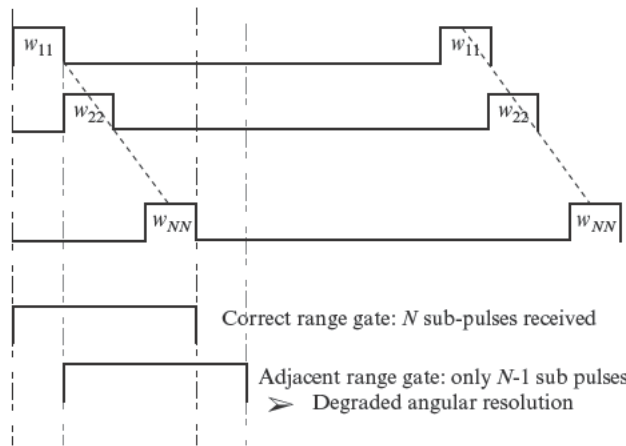 w11 w11
w22 w22
wNN wNN
Correct range gate: N sub-pulses received
Adjacent range gate: only N-1 sub pulses
➢ Degraded angular resolution